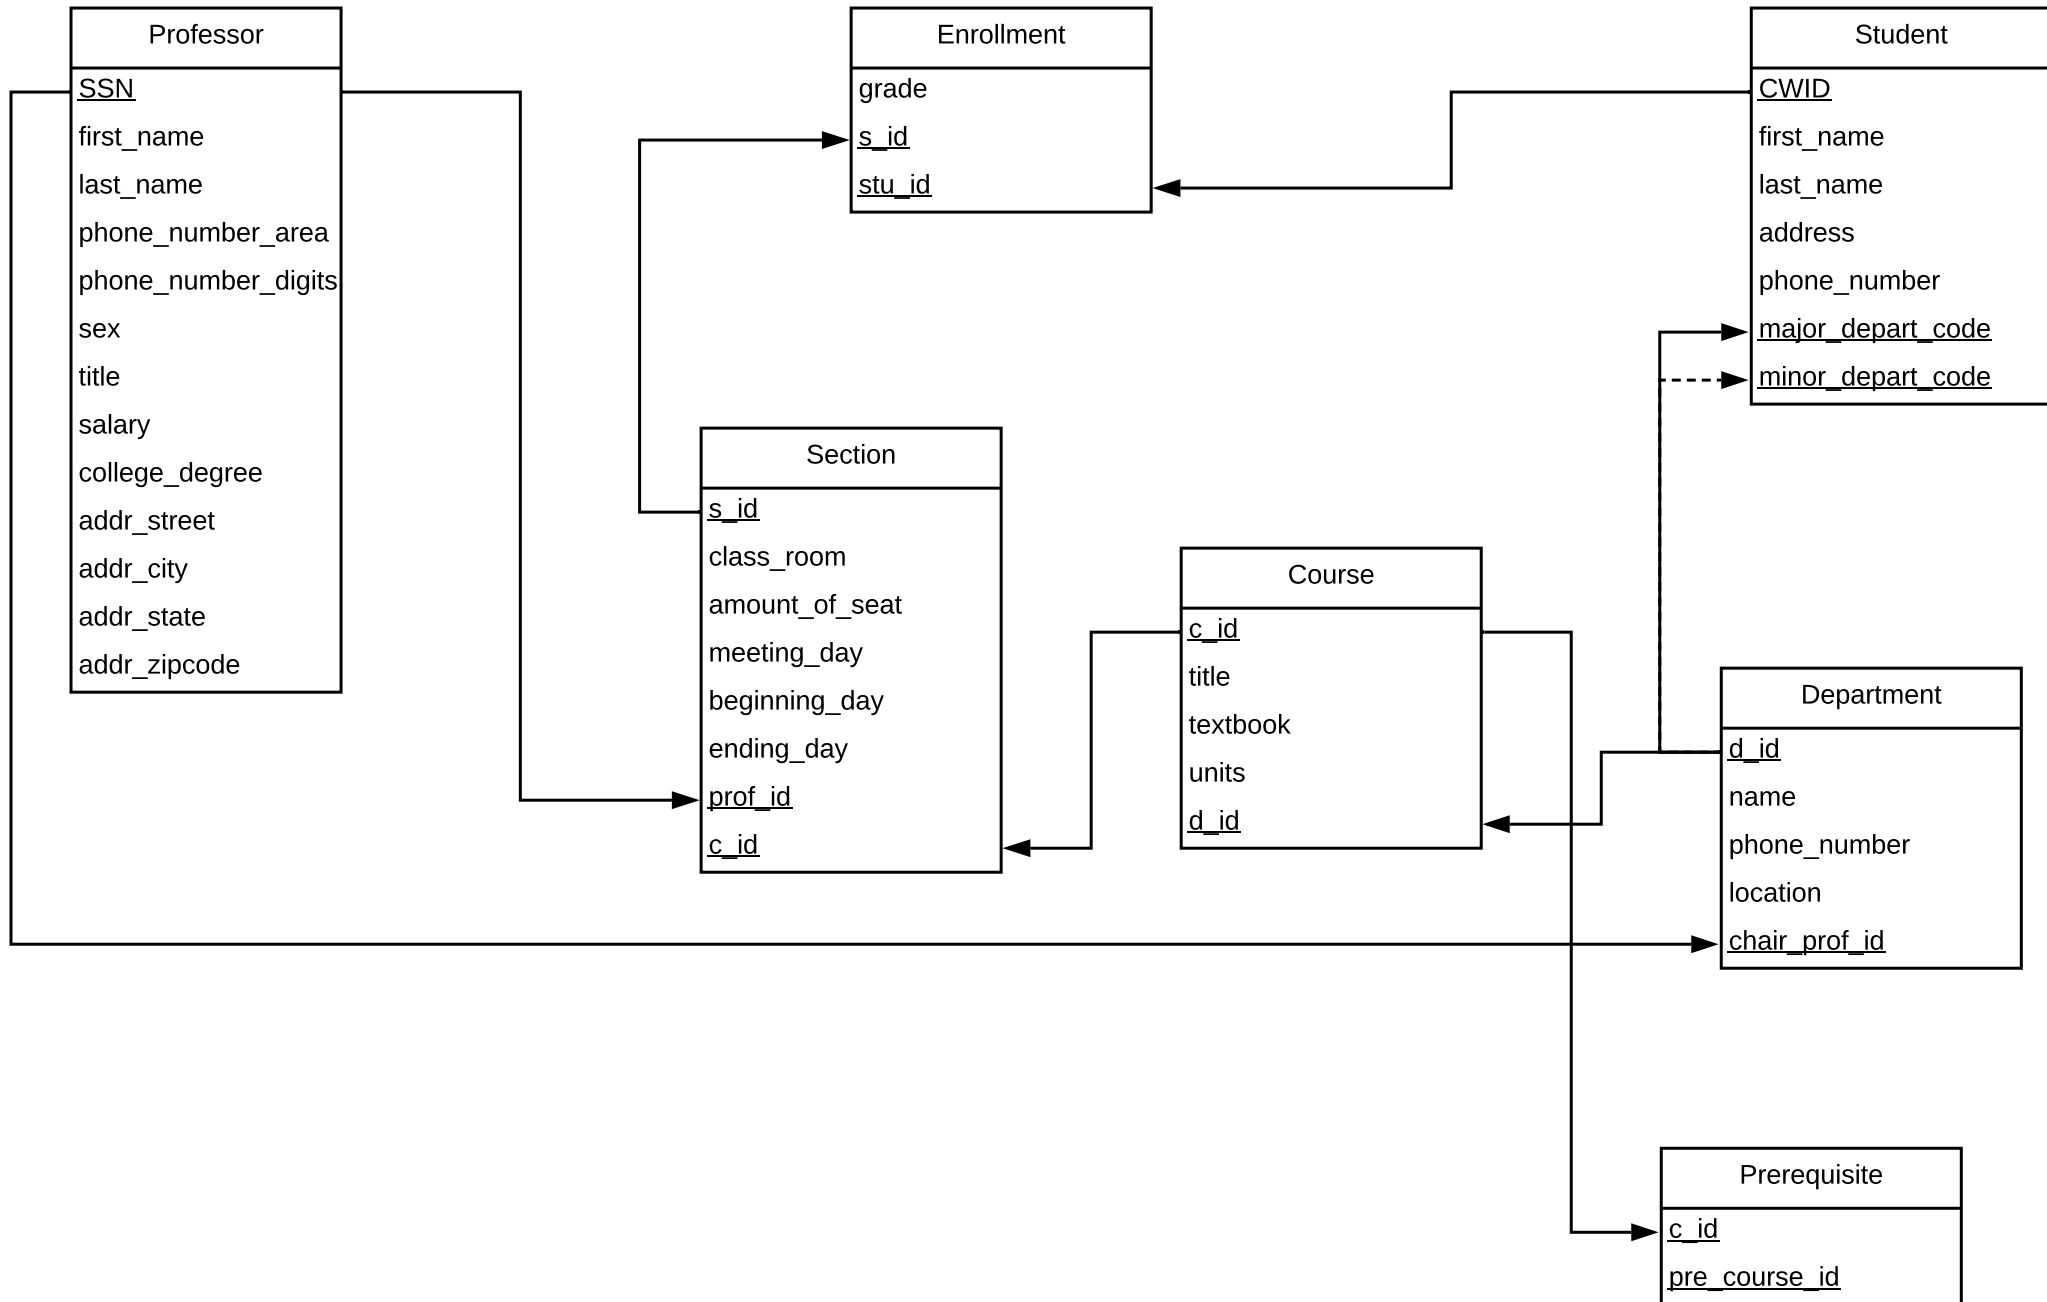 Professor
SSN
first_name
last_name
phone_number_area
phone_number_digits
sex
title
salary
college_degree
addr_street
addr_city
addr_state
addr_zipcode
Enrollment
grade
s_id
stu_id
Student
CWID
first_name
last_name
address
phone_number
major_depart_code
minor_depart_code
Section
s_id
class_room
amount_of_seat
meeting_day
beginning_day
ending_day
prof_id
c_id
Course
c_id
title
textbook
units
d_id
Department
d_id
name
phone_number
location
chair_prof_id
Prerequisite
c_id
pre_course_id